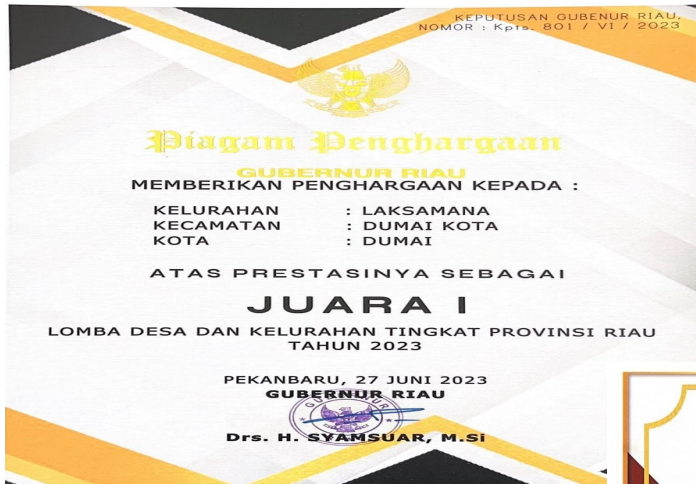 KEPUTUSAN GUBENUR RIAU,
NOMOR : Kpts. 801 / VI / 2023
Piagam Penghargaan
GUBERNUR RIAU
MEMBERIKAN PENGHARGAAN KEPADA :
KELURAHAN : LAKSAMANA
KECAMATAN : DUMAI KOTA
KOTA : DUMAI
ATAS PRESTASINYA SEBAGAI
JUARA I
LOMBA DESA DAN KELURAHAN TINGKAT PROVINSI RIAU
TAHUN 2023
PEKANBARU, 27 JUNI 2023
GUBERNUR RIAU
Drs. H. SYAMSUAR, M.Si